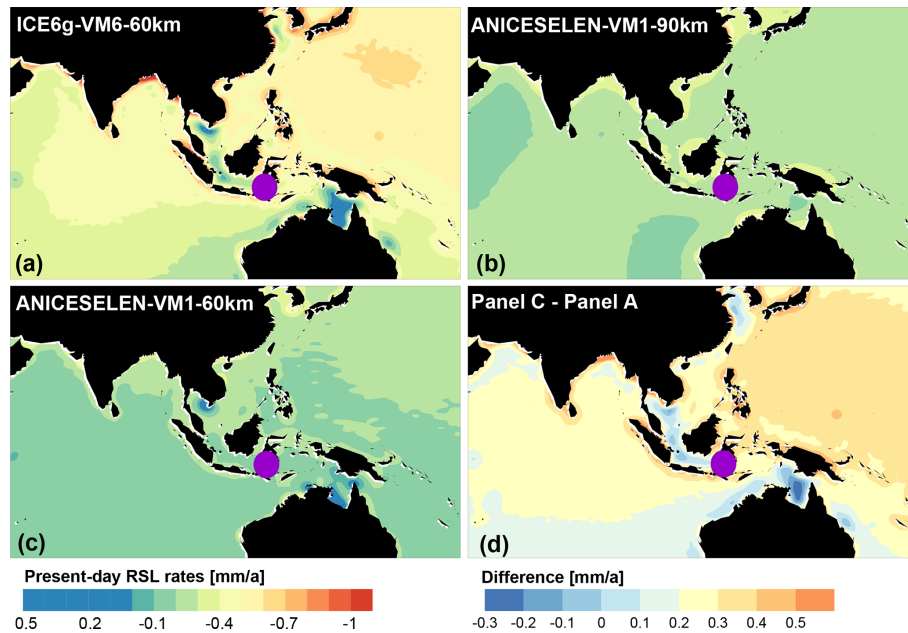 ICE6g-VM6-60km
(a)
ANICESELEN-VM1-90km
(b)
ANICESELEN-VM1-60km
(c)
Panel C - Panel A
(d)
Present-day RSL rates [mm/a]
0.5 0.2 -0.1 -0.4 -0.7 -1
Difference [mm/a]
-0.3 -0.2 -0.1 0 0.1 0.2 0.3 0.4 0.5